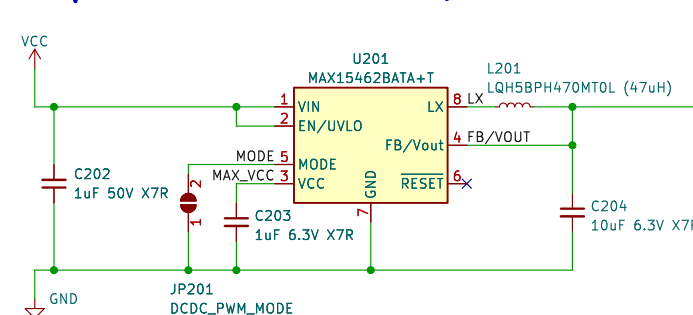 VCC
U201
MAX15462BATA+T
L201
LQH5BPH470MT0L (47uH)
1 VIN
LX 8 LX
2 EN/UVLO
FB/Vout 4 FB/VOUT
MODE 5 MODE
MAX_VCC 3 VCC
RESET 6
GND
7
C202
1uF 50V X7R
2
1
C203
1uF 6.3V X7R
C204
10uF 6.3V X7
JP201
DCDC_PWM_MODE
GND